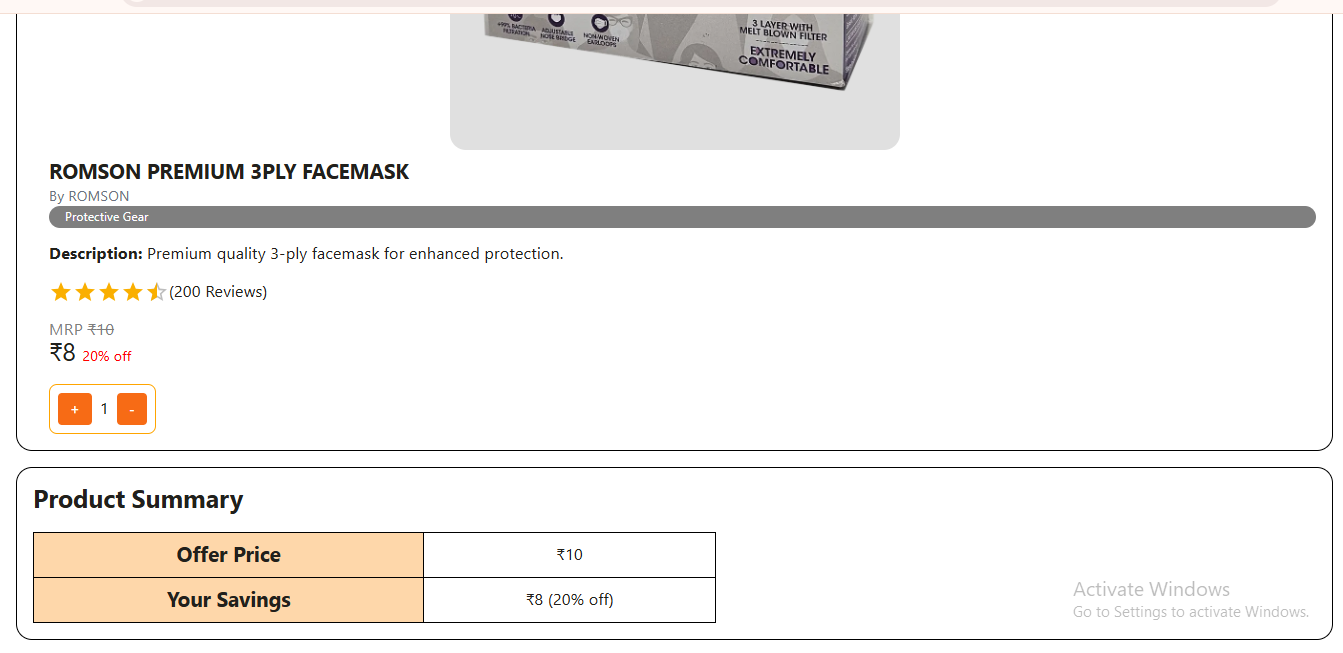 +99% BACTERIA
FILTRATION
ADJUSTABLE
NOSE BRIDGE
NON-WOVEN
EARLOOPS
3 LAYER WITH
MELT BLOWN FILTER
EXTREMELY
COMFORTABLE
ROMSON PREMIUM 3PLY FACEMASK
By ROMSON
Protective Gear
Description: Premium quality 3-ply facemask for enhanced protection.
(200 Reviews)
MRP ₹10
₹8 20% off
+ 1 -
Product Summary
Offer Price ₹10
Your Savings ₹8 (20% off)
Activate Windows
Go to Settings to activate Windows.